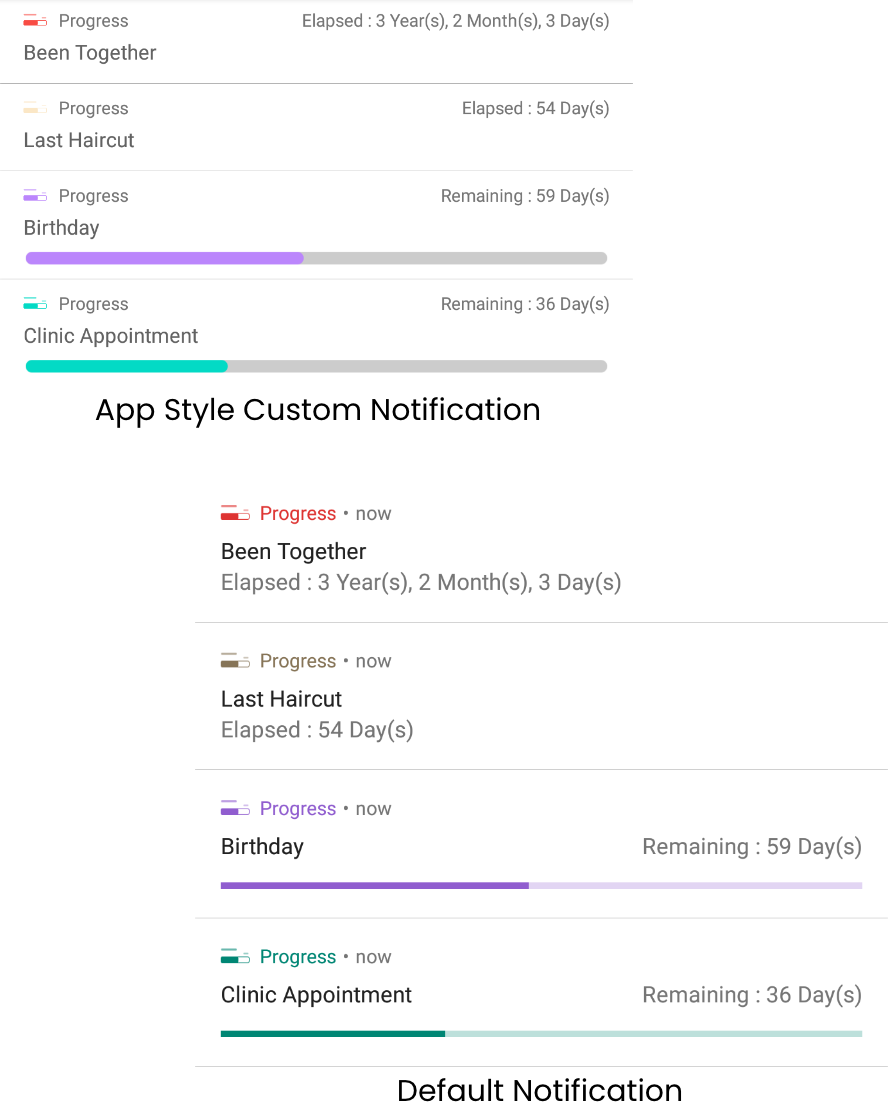 Progress Elapsed : 3 Year(s), 2 Month(s), 3 Day(s)
Been Together
Progress Elapsed : 54 Day(s)
Last Haircut
Progress Remaining : 59 Day(s)
Birthday
Progress Remaining : 36 Day(s)
Clinic Appointment
App Style Custom Notification
Progress • now
Been Together
Elapsed : 3 Year(s), 2 Month(s), 3 Day(s)
Progress • now
Last Haircut
Elapsed : 54 Day(s)
Progress • now
Birthday Remaining : 59 Day(s)
Progress • now
Clinic Appointment Remaining : 36 Day(s)
Default Notification